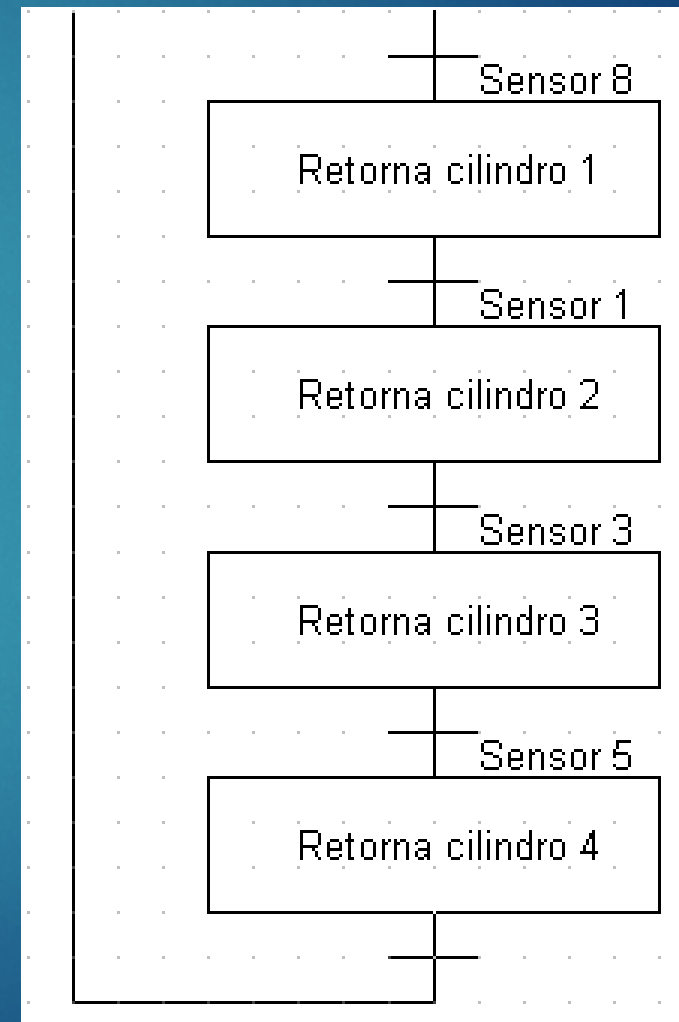 Sensor 8
Retorna cilindro 1
Sensor 1
Retorna cilindro 2
Sensor 3
Retorna cilindro 3
Sensor 5
Retorna cilindro 4